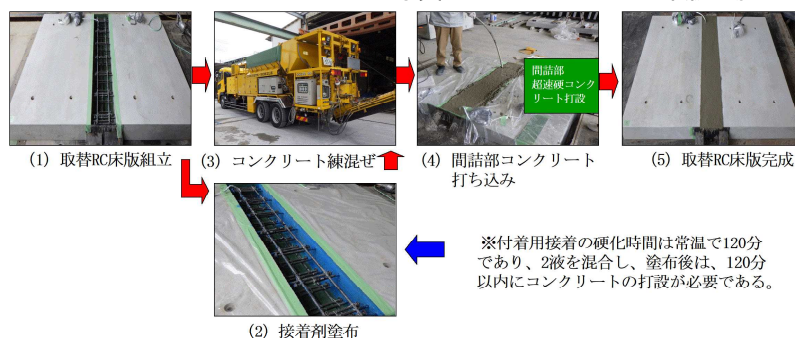 間詰部
超速硬コンク
リート打設
(1) 取替RC床版組立
(3) コンクリート練混ぜ
(4) 間詰部コンクリート
打ち込み
(5) 取替RC床版完成
※付着用接着の硬化時間は常温で120分
であり、2液を混合し、塗布後は、120分
以内にコンクリートの打設が必要である。
(2) 接着剤塗布